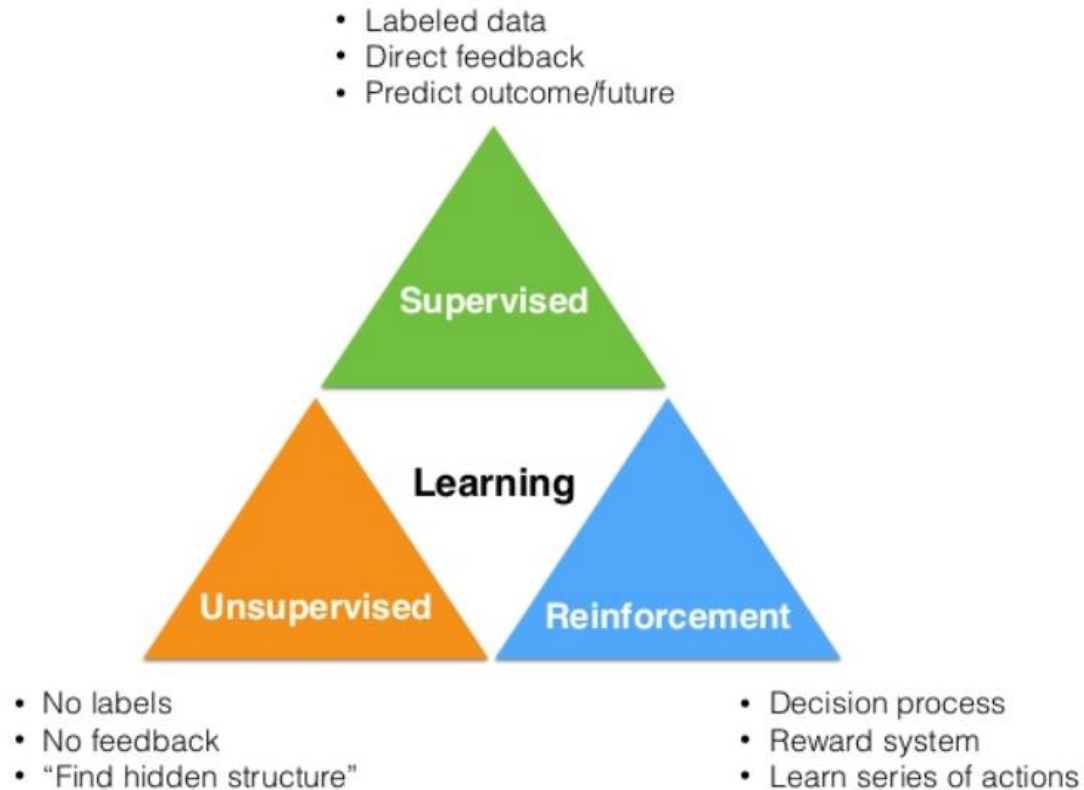 • Labeled data
• Direct feedback
• Predict outcome/future
Supervised
Learning
Unsupervised
Reinforcement
• No labels
• No feedback
• “Find hidden structure”
• Decision process
• Reward system
• Learn series of actions